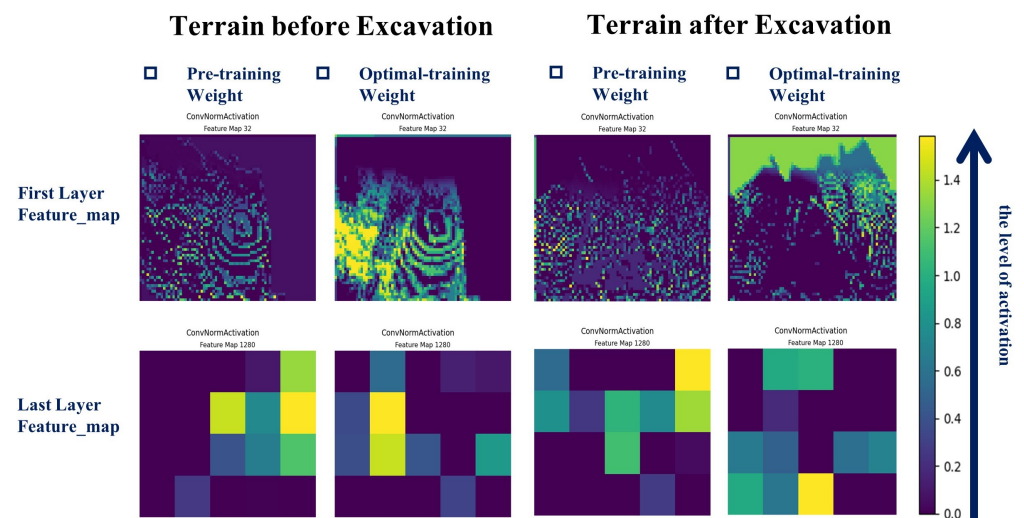 Terrain before Excavation
Terrain after Excavation
Pre-training Weight
Optimal-training Weight
Pre-training Weight
Optimal-training Weight
ConvNormActivation
Feature Map 32
ConvNormActivation
Feature Map 32
ConvNormActivation
Feature Map 32
ConvNormActivation
Feature Map 32
First Layer
Feature_map
ConvNormActivation
Feature Map 1280
ConvNormActivation
Feature Map 1280
ConvNormActivation
Feature Map 1280
ConvNormActivation
Feature Map 1280
Last Layer
Feature_map
1.4
1.2
1.0
0.8
0.6
0.4
0.2
0.0
the level of activation